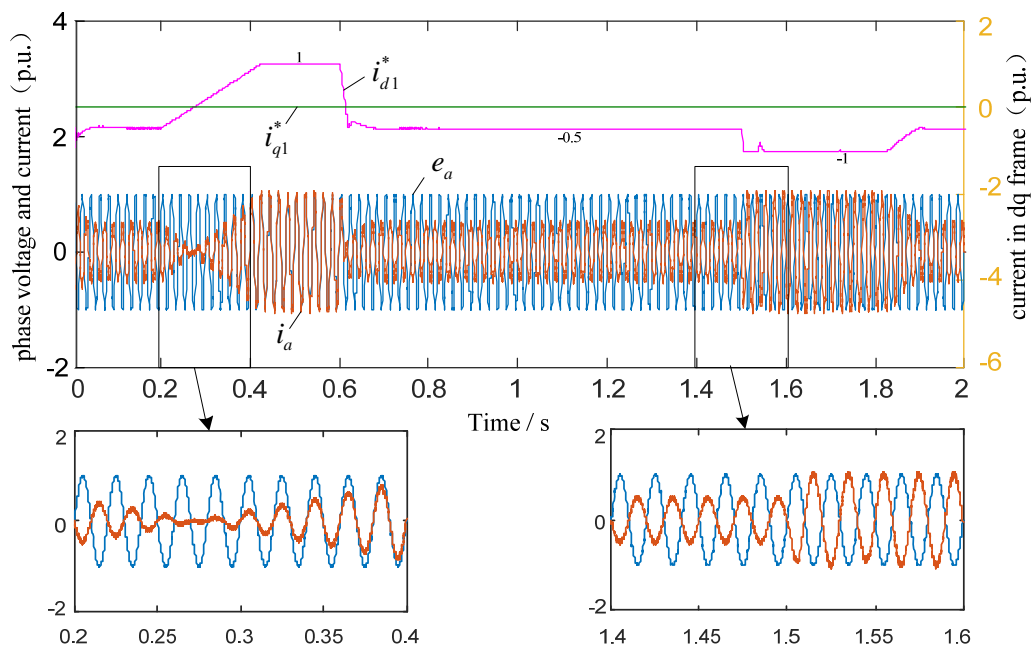 phase voltage and current（p.u.）
4
2
0
-2
1
i*d1
i*q1
-0.5
-1
ea
ia
2
0
-2
-4
-6
current in dq frame（p.u.）
0 0.2 0.4 0.6 0.8 1 1.2 1.4 1.6 1.8 2
Time / s
2
0
-2
0.2 0.25 0.3 0.35 0.4
2
0
-2
1.4 1.45 1.5 1.55 1.6